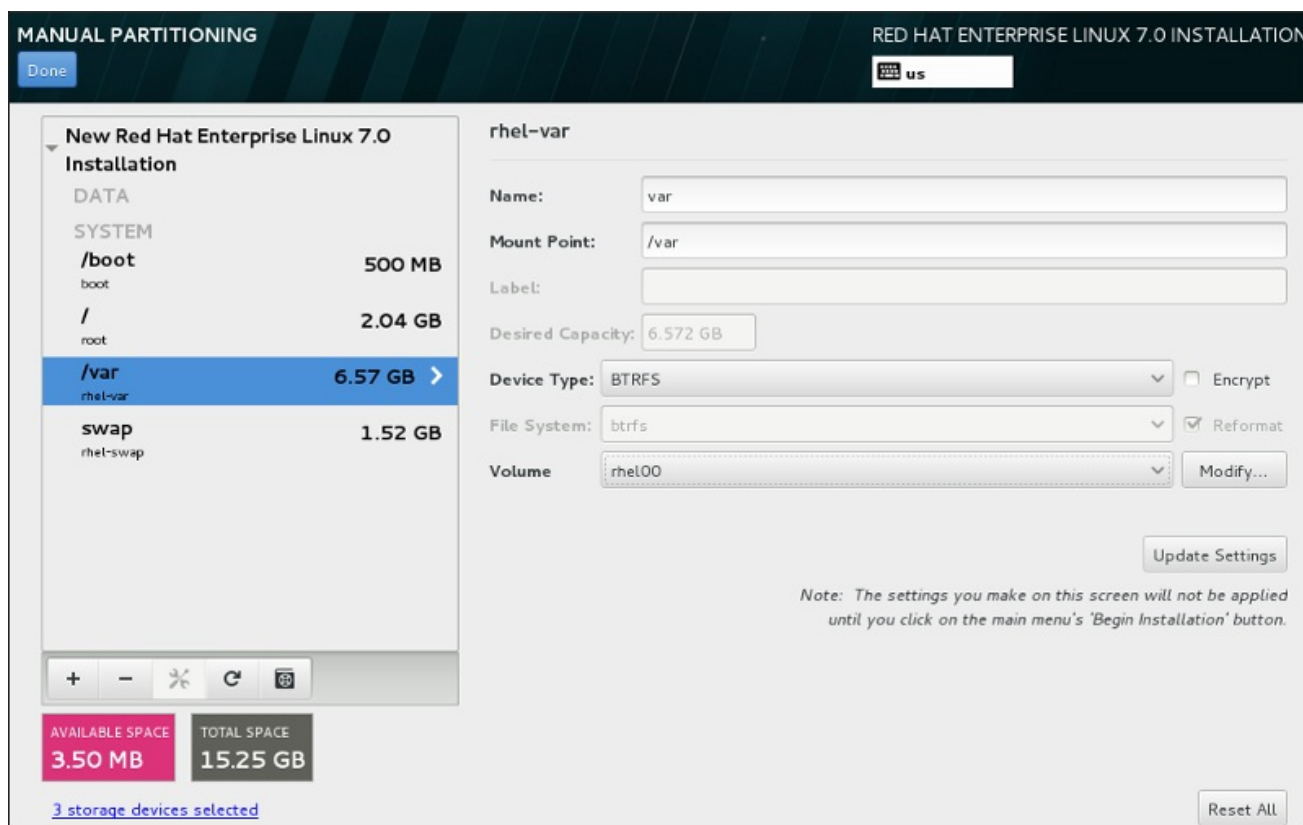 MANUAL PARTITIONING
RED HAT ENTERPRISE LINUX 7.0 INSTALLATION
Done
us
New Red Hat Enterprise Linux 7.0
Installation
DATA
SYSTEM
/boot
500 MB
boot
/
2.04 GB
root
/var
6.57 GB
rhel-var
swap
1.52 GB
rhel-swap
+ −
AVAILABLE SPACE
3.50 MB
TOTAL SPACE
15.25 GB
3 storage devices selected
rhel-var
Name: var
Mount Point: /var
Label:
Desired Capacity: 6.572 GB
Device Type: BTRFS Encrypt
File System: btrfs Reformat
Volume rhel00 Modify...
Update Settings
Note: The settings you make on this screen will not be applied
until you click on the main menu's 'Begin Installation' button.
Reset All